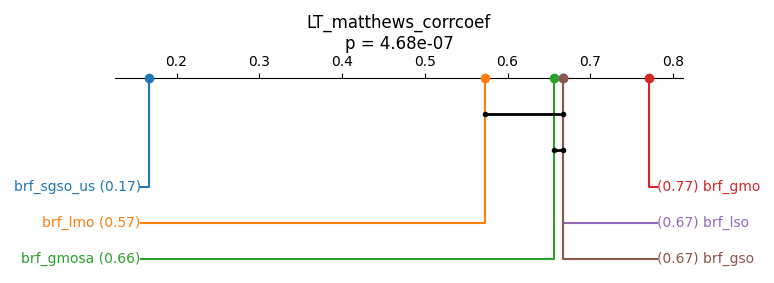 LT_matthews_corrcoef
p = 4.68e-07
0.2 0.3 0.4 0.5 0.6 0.7 0.8
brf_sgso_us (0.17) (0.77) brf_gmo
brf_lmo (0.57) (0.67) brf_lso
brf_gmosa (0.66) (0.67) brf_gso